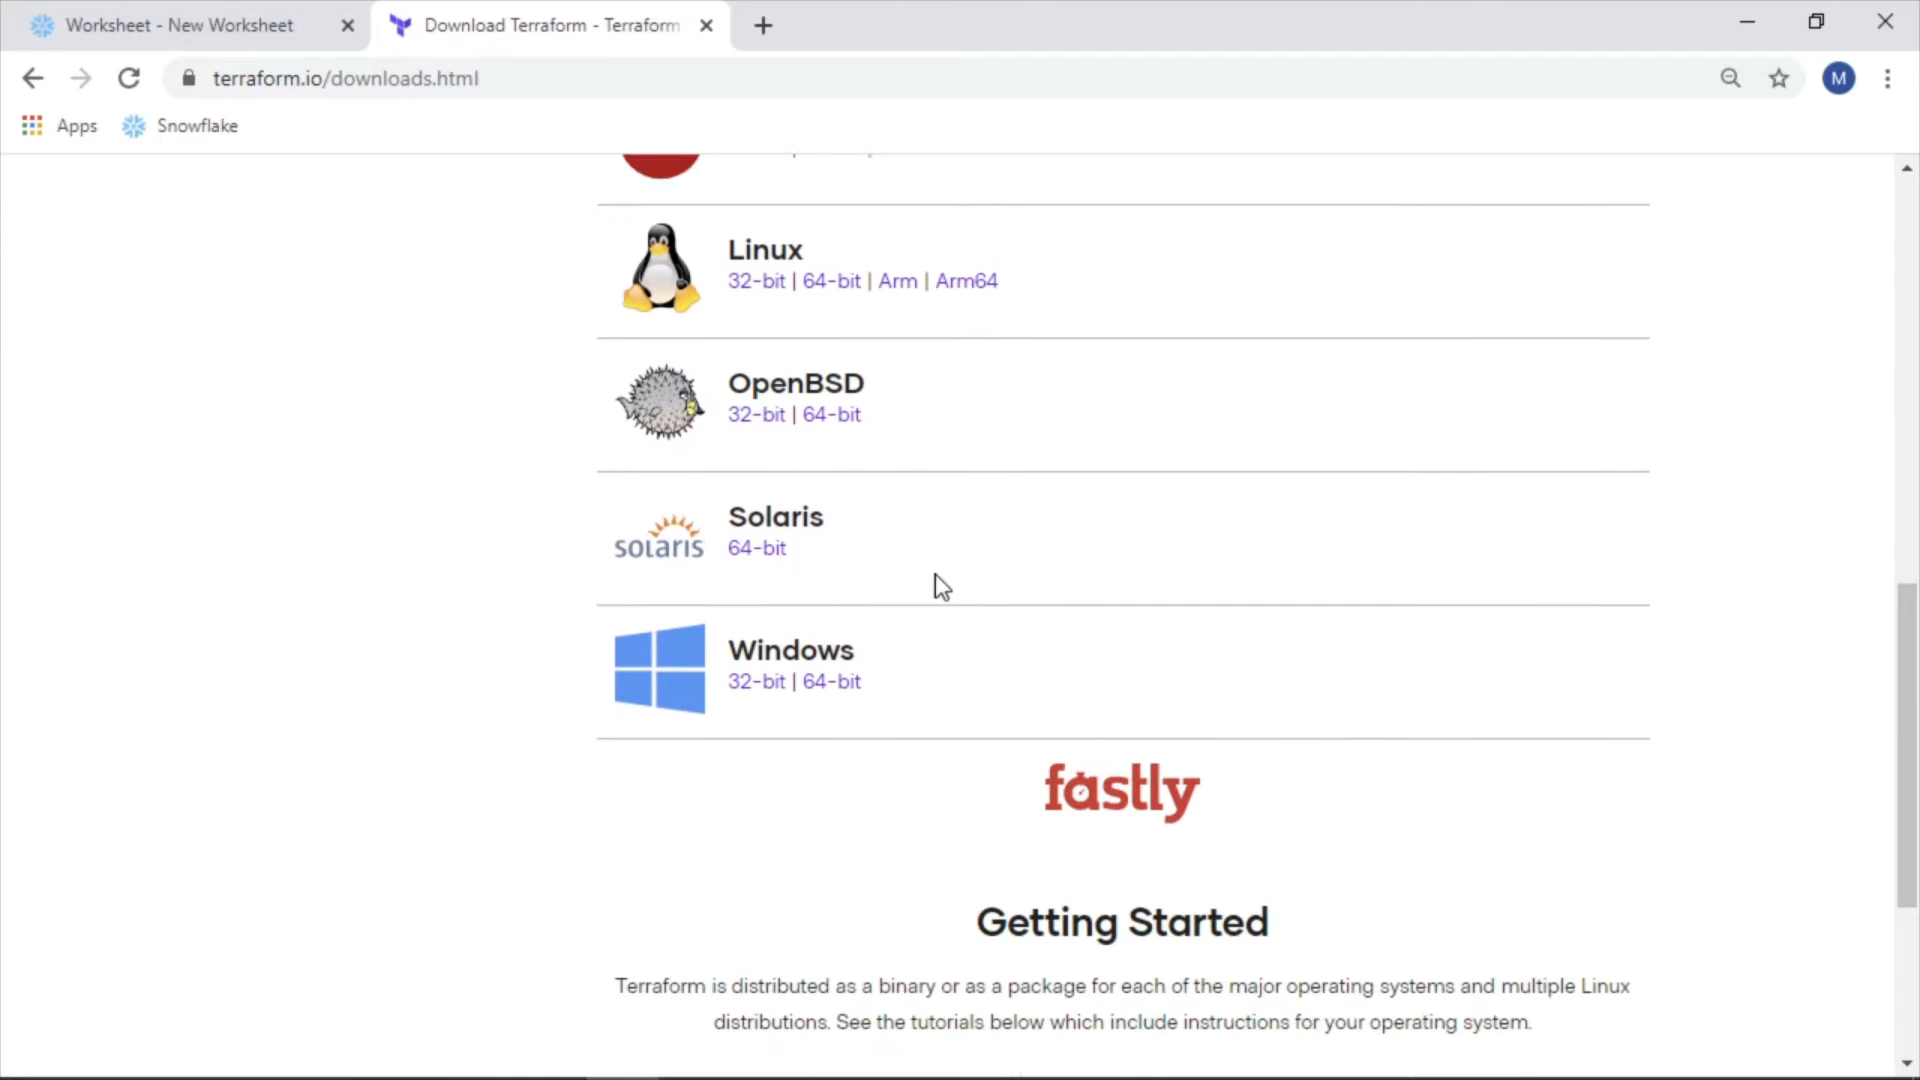 Worksheet - New Worksheet
Download Terraform - Terraform
terraform.io/downloads.html
M
Apps
Snowflake
Linux
32-bit | 64-bit | Arm | Arm64
OpenBSD
32-bit | 64-bit
solaris
Solaris
64-bit
Windows
32-bit | 64-bit
fastly
Getting Started
Terraform is distributed as a binary or as a package for each of the major operating systems and multiple Linux
distributions. See the tutorials below which include instructions for your operating system.